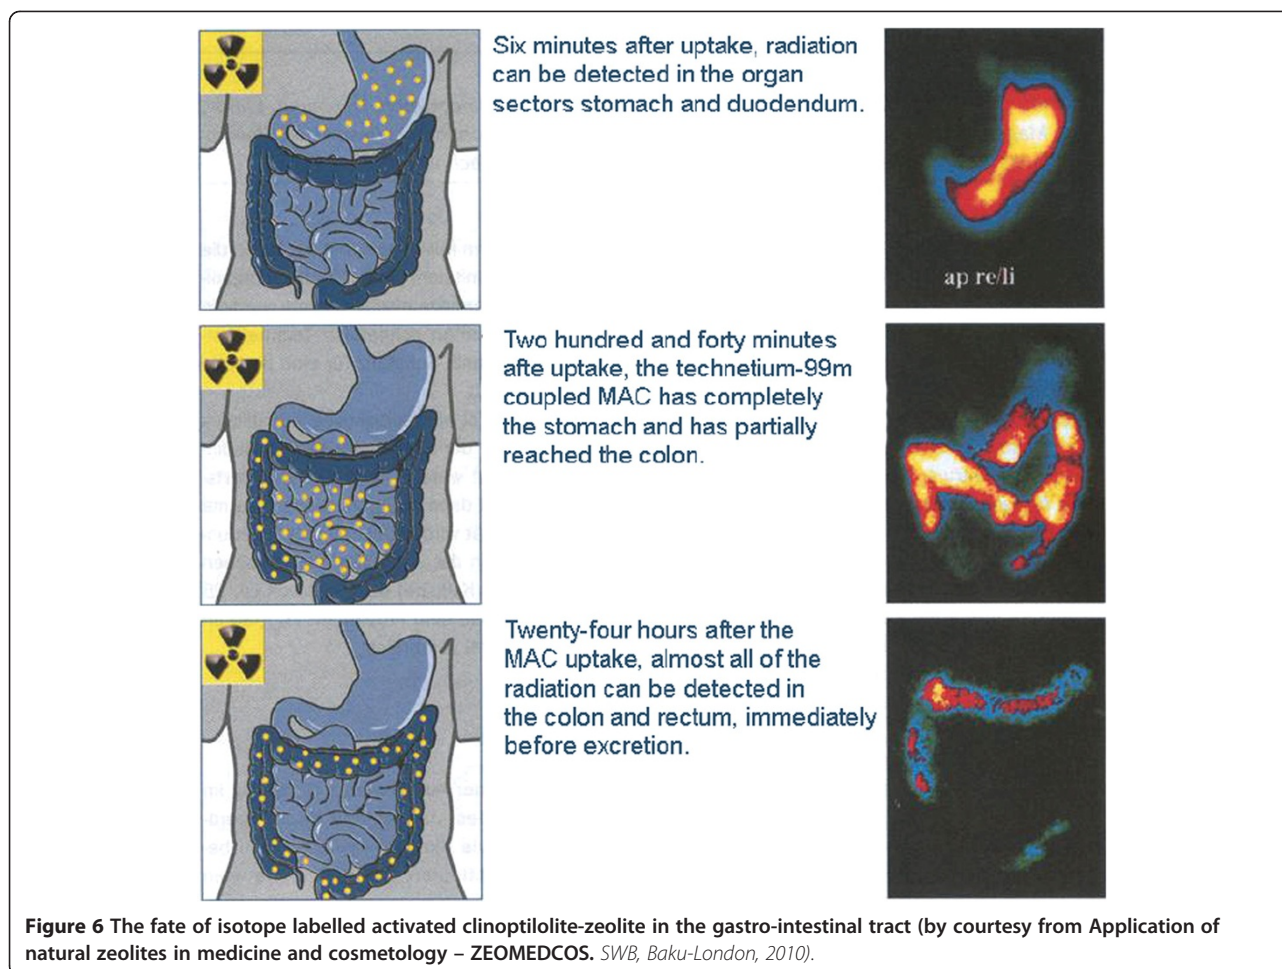 Six minutes after uptake, radiation
can be detected in the organ
sectors stomach and duodendum.
ap re/li
Two hundred and forty minutes
afte uptake, the technetium-99m
coupled MAC has completely
the stomach and has partially
reached the colon.
Twenty-four hours after the
MAC uptake, almost all of the
radiation can be detected in
the colon and rectum, immediately
before excretion.
Figure 6 The fate of isotope labelled activated clinoptilolite-zeolite in the gastro-intestinal tract (by courtesy from Application of
natural zeolites in medicine and cosmetology – ZEOMEDCOS. SWB, Baku-London, 2010).